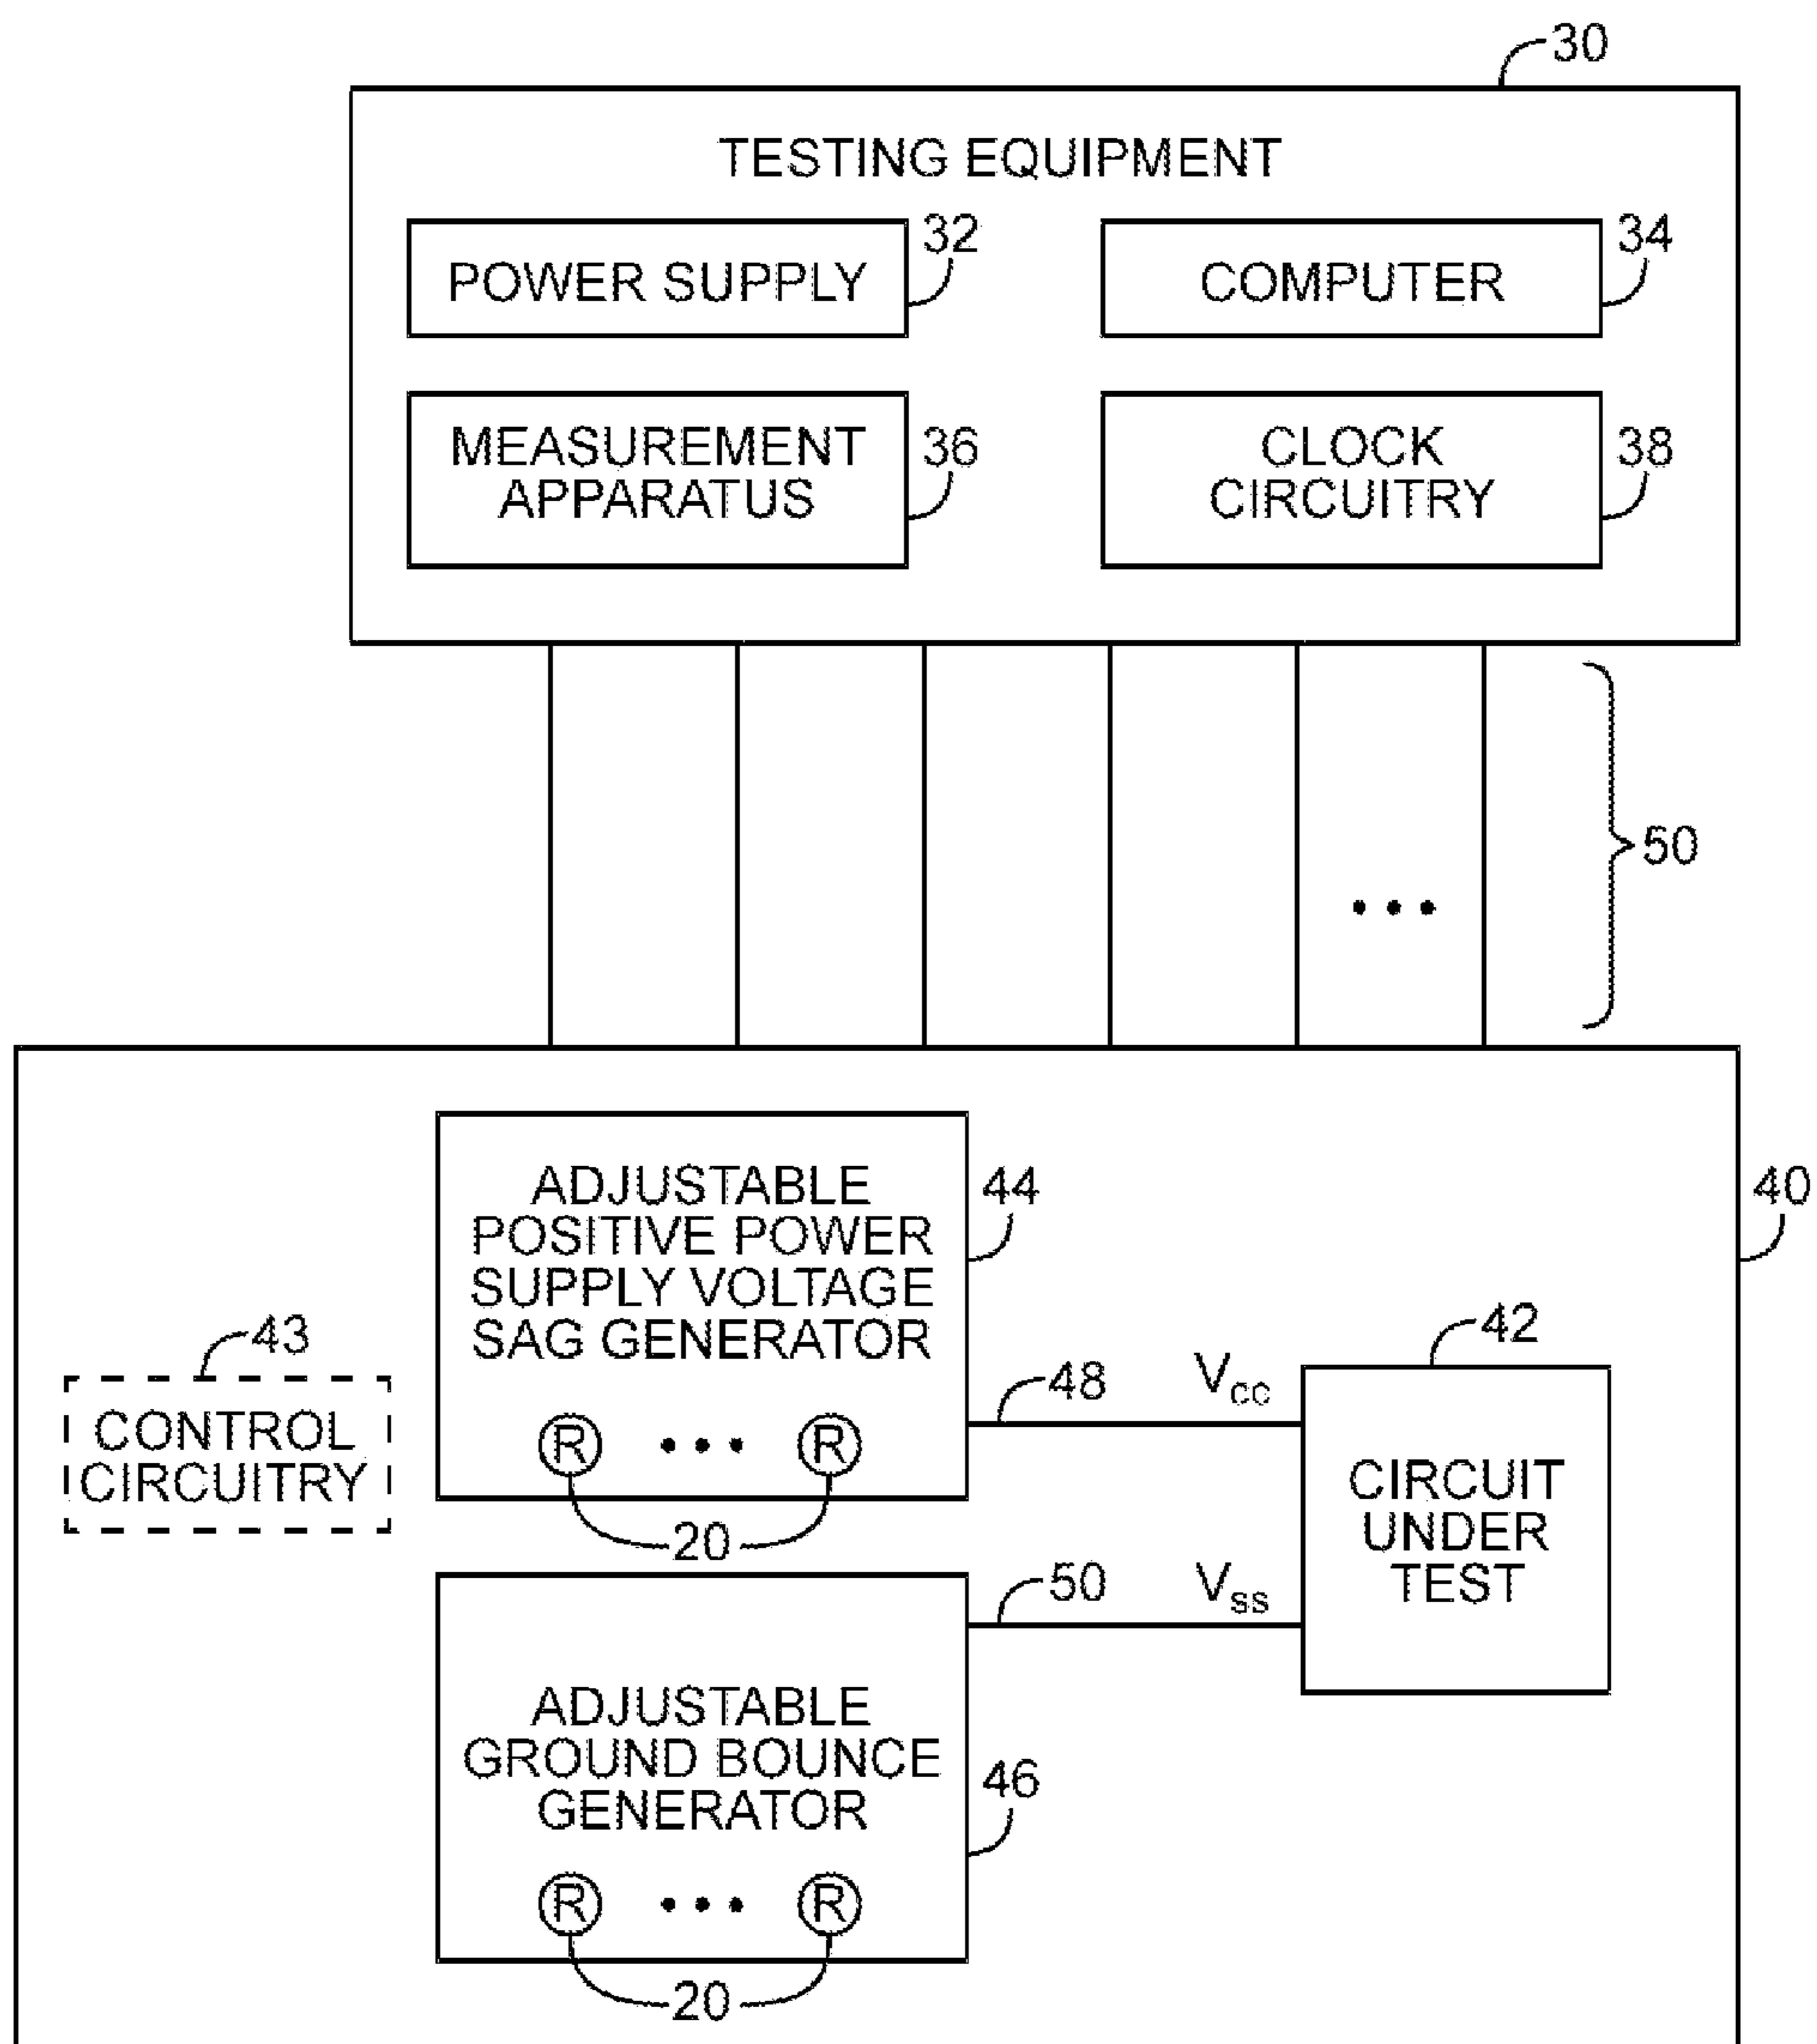 30
TESTING EQUIPMENT
32
POWER SUPPLY
34
COMPUTER
MEASUREMENT
APPARATUS
36
CLOCK
CIRCUITRY
38
50
40
ADJUSTABLE
POSITIVE POWER
SUPPLY VOLTAGE
SAG GENERATOR
44
R ... R
20
43
CONTROL
CIRCUITRY
48 Vcc
42
CIRCUIT
UNDER
TEST
50 Vss
ADJUSTABLE
GROUND BOUNCE
GENERATOR
46
R ... R
20